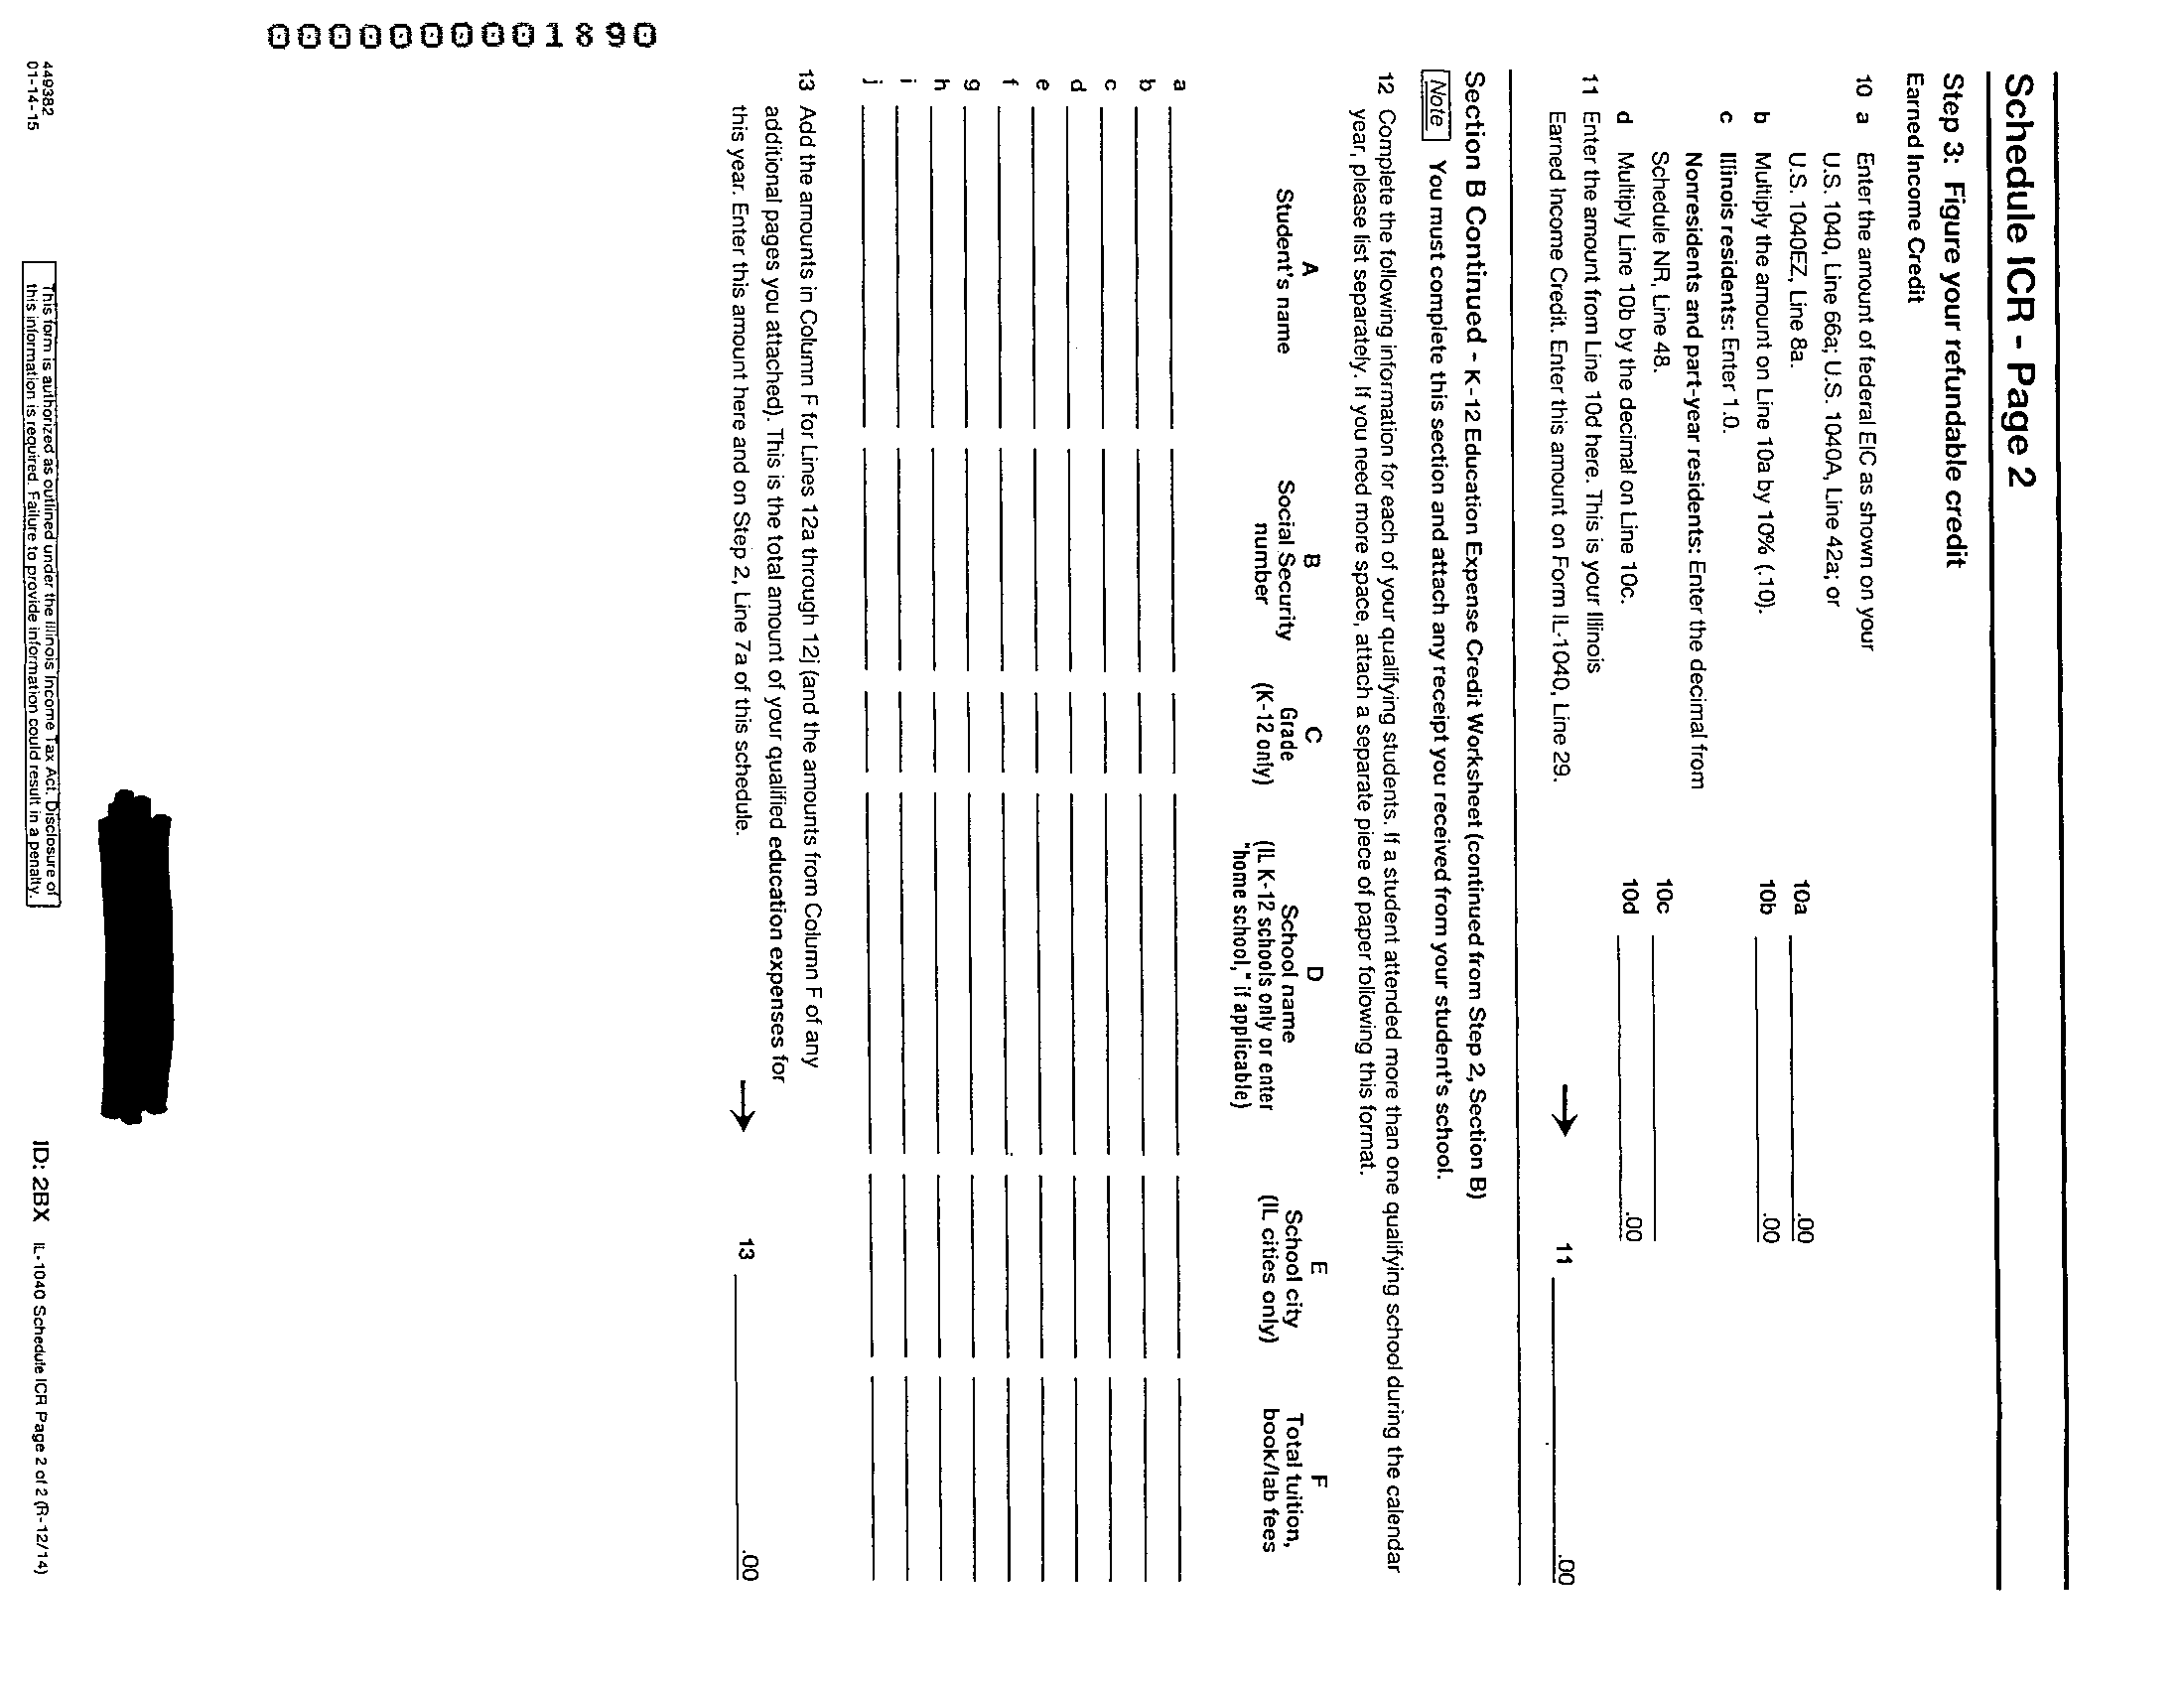 Schedule ICR - Page 2
Step 3: Figure your refundable credit
Earned Income Credit
10 a Enter the amount of federal EIC as shown on your
U.S. 1040, Line 66a; U.S. 1040A, Line 42a; or
U.S. 1040EZ, Line 8a. 10a .00
b Multiply the amount on Line 10a by 10% (.10). 10b .00
c Illinois residents: Enter 1.0.
Nonresidents and part-year residents: Enter the decimal from
Schedule NR, Line 48. 10c
d Multiply Line 10b by the decimal on Line 10c. 10d .00
11 Enter the amount from Line 10d here. This is your Illinois
Earned Income Credit. Enter this amount on Form IL-1040, Line 29. → 11 .00
Section B Continued - K-12 Education Expense Credit Worksheet (continued from Step 2, Section B)
Note You must complete this section and attach any receipt you received from your student's school.
12 Complete the following information for each of your qualifying students. If a student attended more than one qualifying school during the calendar
year, please list separately. If you need more space, attach a separate piece of paper following this format.
A B C D E F
Student's name Social Security Grade School name School city Total tuition,
number (K-12 only) (IL K-12 schools only or enter (IL cities only) book/lab fees
"home school," if applicable)
a
b
c
d
e
f
g
h
i
j
13 Add the amounts in Column F for Lines 12a through 12j (and the amounts from Column F of any
additional pages you attached). This is the total amount of your qualified education expenses for
this year. Enter this amount here and on Step 2, Line 7a of this schedule. → 13 .00
0000000001890
This form is authorized as outlined under the Illinois Income Tax Act. Disclosure of
this information is required. Failure to provide information could result in a penalty.
449382
01-14-15
ID: 2BX IL-1040 Schedule ICR Page 2 of 2 (R-12/14)